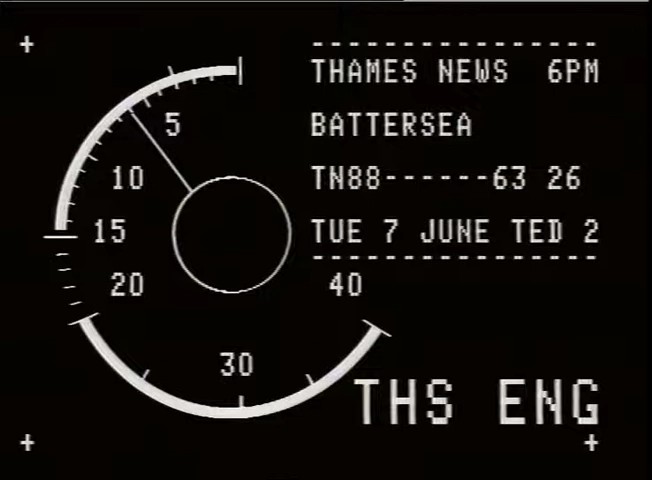 THAMES NEWS 6PM
BATTERSEA
TN88------63 26
TUE 7 JUNE TED 2
5
10
15
20
30
40
THS ENG